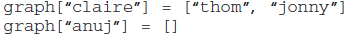 graph[“claire”] = [“thom”, “jonny”]
graph[“anuj”] = []